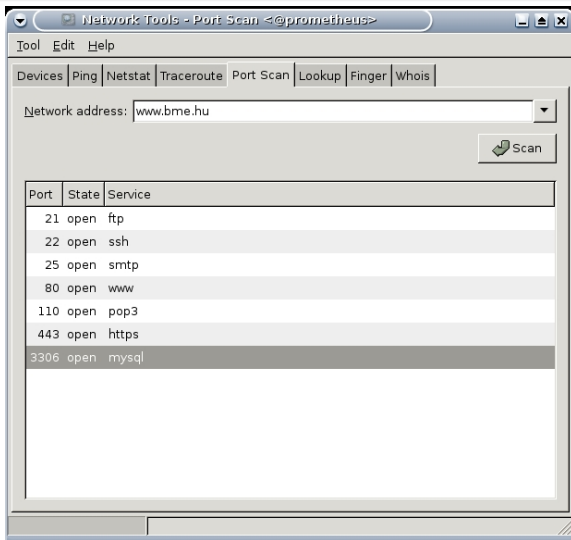 Network Tools - Port Scan <@prometheus>
Tool Edit Help
Devices Ping Netstat Traceroute Port Scan Lookup Finger Whois
Network address: www.bme.hu
Scan
Port State Service
21 open ftp
22 open ssh
25 open smtp
80 open www
110 open pop3
443 open https
3306 open mysql